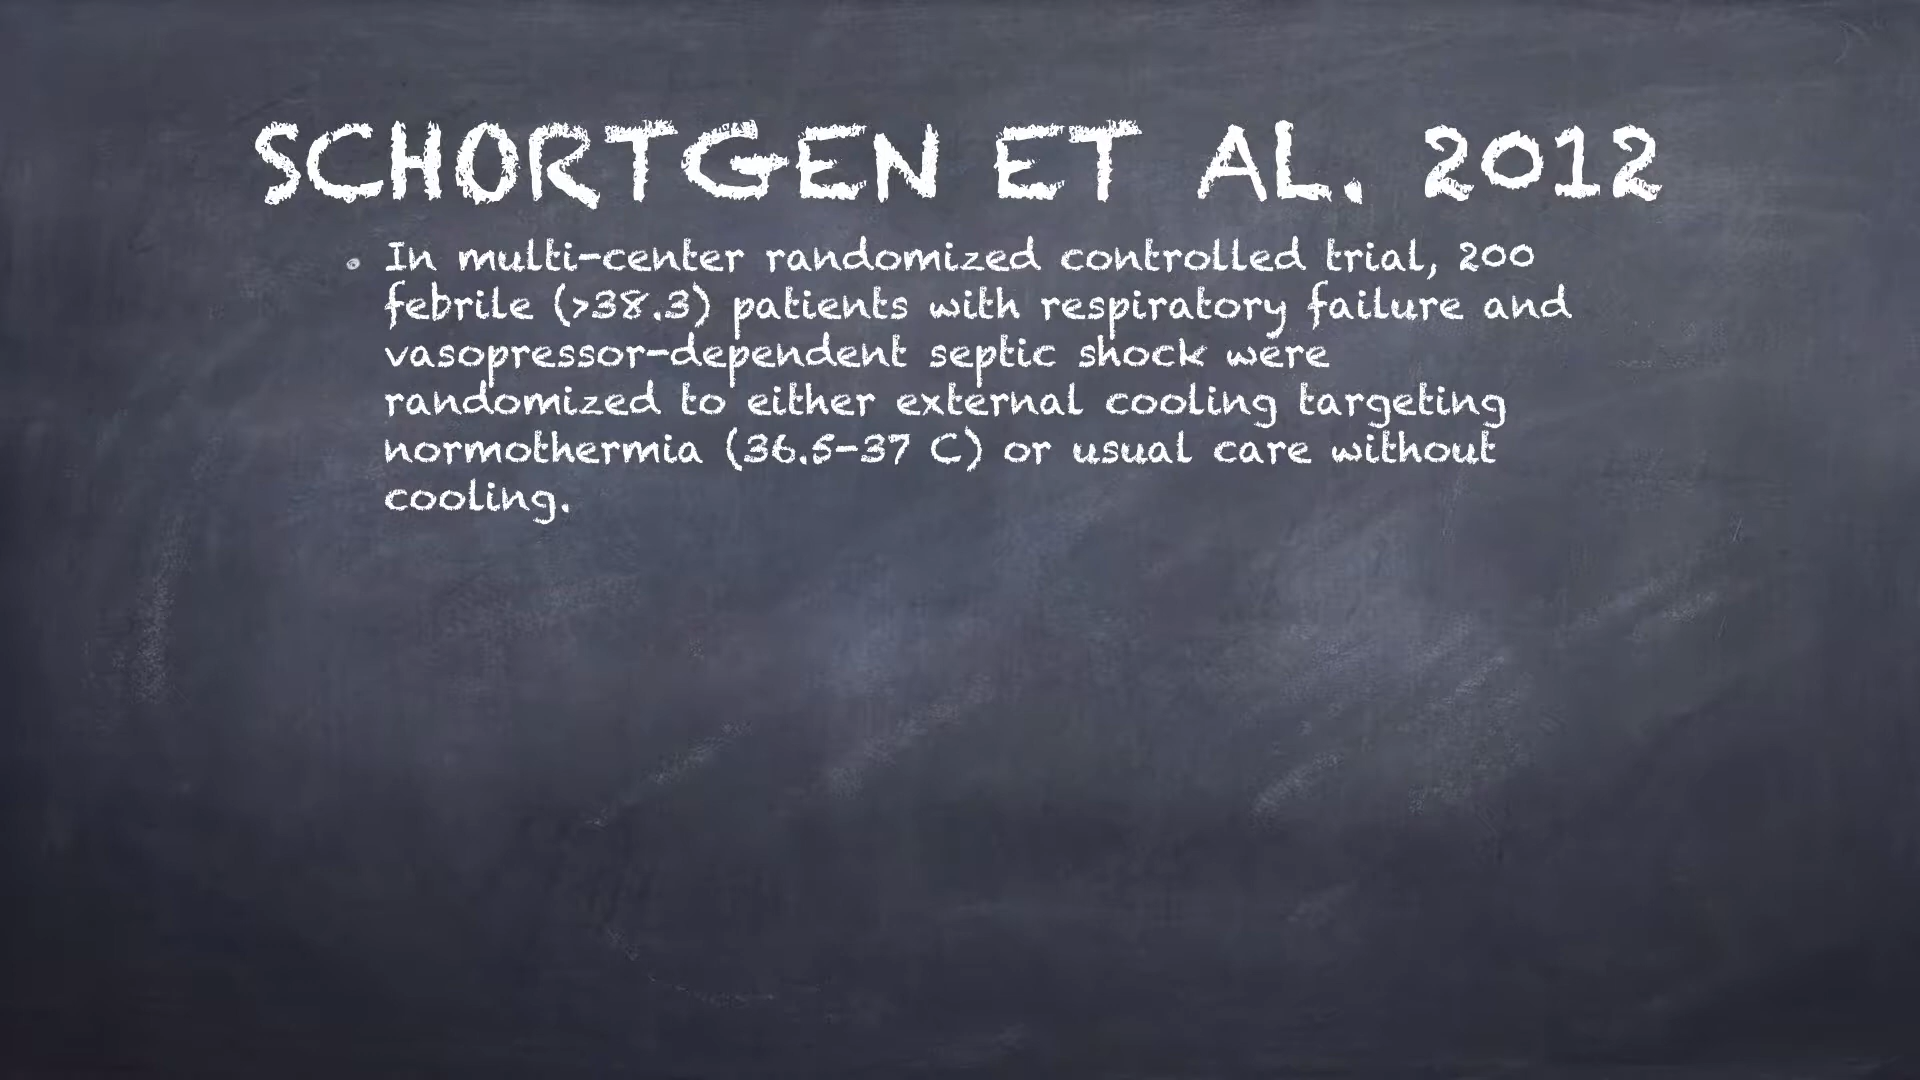 SCHORTGEN ET AL. 2012
• In multi-center randomized controlled trial, 200
febrile (>38.3) patients with respiratory failure and
vasopressor-dependent septic shock were
randomized to either external cooling targeting
normothermia (36.5-37 C) or usual care without
cooling.